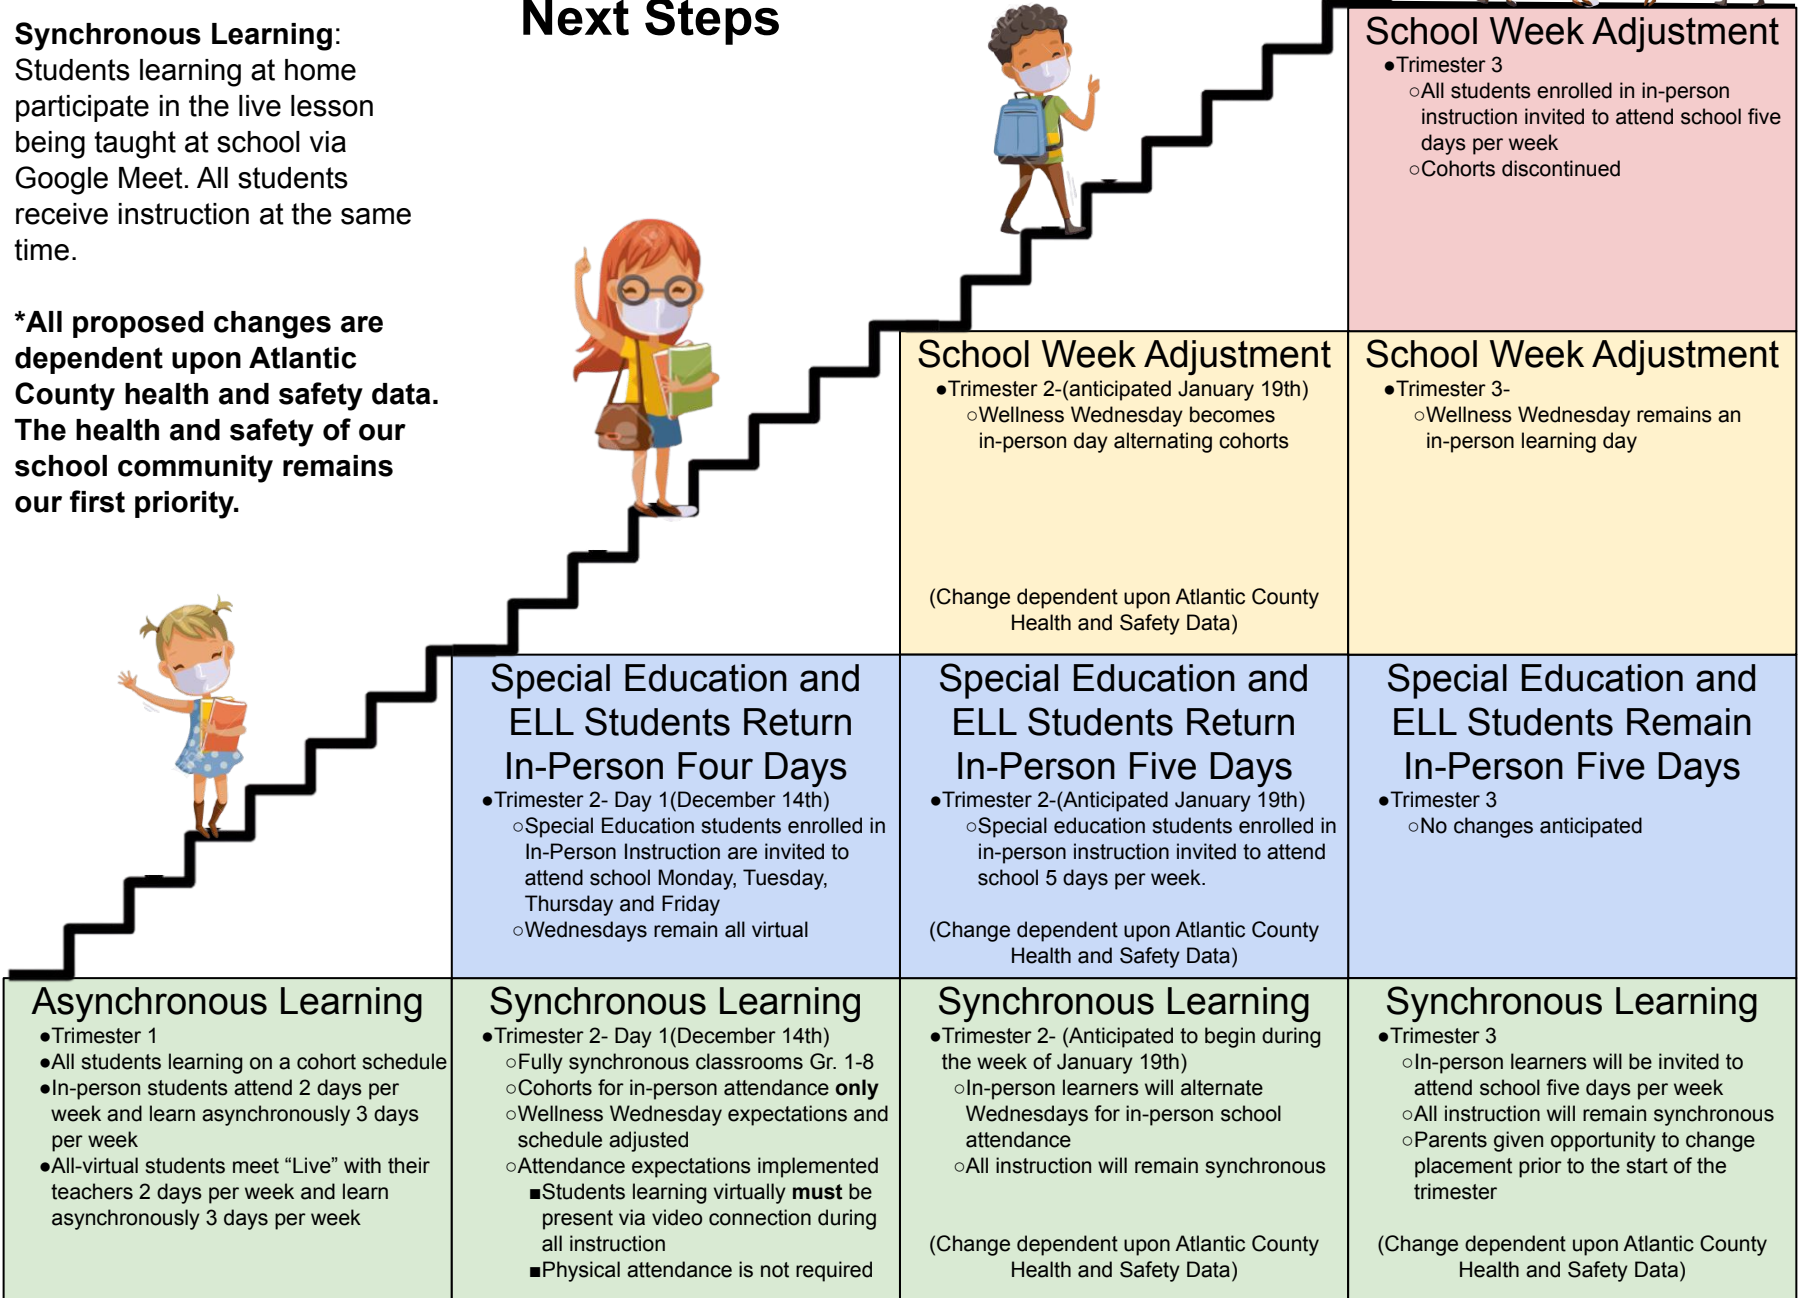 Next Steps
Synchronous Learning:
Students learning at home
participate in the live lesson
being taught at school via
Google Meet. All students
receive instruction at the same
time.
*All proposed changes are
dependent upon Atlantic
County health and safety data.
The health and safety of our
school community remains
our first priority.
School Week Adjustment
●Trimester 3
○All students enrolled in in-person
instruction invited to attend school five
days per week
○Cohorts discontinued
School Week Adjustment
●Trimester 2-(anticipated January 19th)
○Wellness Wednesday becomes
in-person day alternating cohorts
(Change dependent upon Atlantic County
Health and Safety Data)
School Week Adjustment
●Trimester 3-
○Wellness Wednesday remains an
in-person learning day
Special Education and
ELL Students Return
In-Person Four Days
●Trimester 2- Day 1(December 14th)
○Special Education students enrolled in
In-Person Instruction are invited to
attend school Monday, Tuesday,
Thursday and Friday
○Wednesdays remain all virtual
Special Education and
ELL Students Return
In-Person Five Days
●Trimester 2-(Anticipated January 19th)
○Special education students enrolled in
in-person instruction invited to attend
school 5 days per week.
(Change dependent upon Atlantic County
Health and Safety Data)
Special Education and
ELL Students Remain
In-Person Five Days
●Trimester 3
○No changes anticipated
Asynchronous Learning
●Trimester 1
●All students learning on a cohort schedule
●In-person students attend 2 days per
week and learn asynchronously 3 days
per week
●All-virtual students meet “Live” with their
teachers 2 days per week and learn
asynchronously 3 days per week
Synchronous Learning
●Trimester 2- Day 1(December 14th)
○Fully synchronous classrooms Gr. 1-8
○Cohorts for in-person attendance only
○Wellness Wednesday expectations and
schedule adjusted
○Attendance expectations implemented
■Students learning virtually must be
present via video connection during
all instruction
■Physical attendance is not required
Synchronous Learning
●Trimester 2- (Anticipated to begin during
the week of January 19th)
○In-person learners will alternate
Wednesdays for in-person school
attendance
○All instruction will remain synchronous
(Change dependent upon Atlantic County
Health and Safety Data)
Synchronous Learning
●Trimester 3
○In-person learners will be invited to
attend school five days per week
○All instruction will remain synchronous
○Parents given opportunity to change
placement prior to the start of the
trimester
(Change dependent upon Atlantic County
Health and Safety Data)